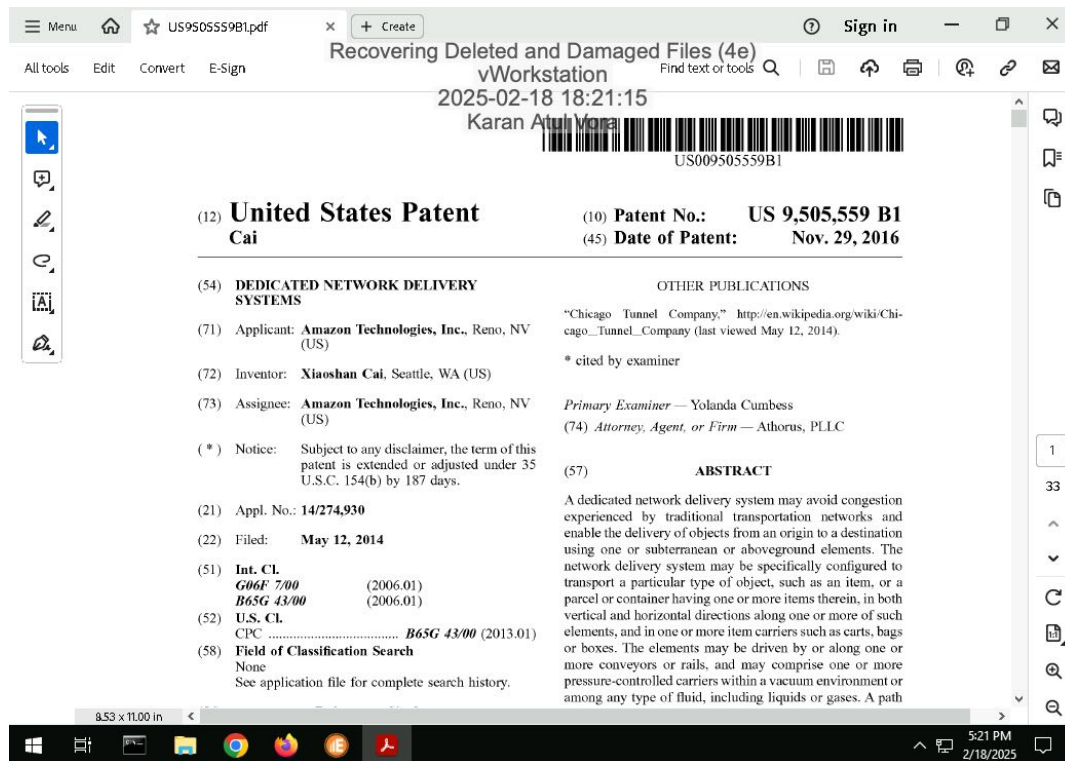 Menu
US9505559B1.pdf
+ Create
Sign in
All tools
Edit
Convert
E-Sign
Find text or tools
Recovering Deleted and Damaged Files (4e)
vWorkstation
2025-02-18 18:21:15
Karan Atul Vora
US009505559B1
(12) United States Patent
Cai
(10) Patent No.: US 9,505,559 B1
(45) Date of Patent: Nov. 29, 2016
(54) DEDICATED NETWORK DELIVERY
SYSTEMS
(71) Applicant: Amazon Technologies, Inc., Reno, NV
(US)
(72) Inventor: Xiaoshan Cai, Seattle, WA (US)
(73) Assignee: Amazon Technologies, Inc., Reno, NV
(US)
( * ) Notice: Subject to any disclaimer, the term of this
patent is extended or adjusted under 35
U.S.C. 154(b) by 187 days.
(21) Appl. No.: 14/274,930
(22) Filed: May 12, 2014
(51) Int. Cl.
G06F 7/00 (2006.01)
B65G 43/00 (2006.01)
(52) U.S. Cl.
CPC .................................... B65G 43/00 (2013.01)
(58) Field of Classification Search
None
See application file for complete search history.
OTHER PUBLICATIONS
“Chicago Tunnel Company,” http://en.wikipedia.org/wiki/Chi-
cago_Tunnel_Company (last viewed May 12, 2014).
* cited by examiner
Primary Examiner — Yolanda Cumbess
(74) Attorney, Agent, or Firm — Athorus, PLLC
(57) ABSTRACT
A dedicated network delivery system may avoid congestion
experienced by traditional transportation networks and
enable the delivery of objects from an origin to a destination
using one or subterranean or aboveground elements. The
network delivery system may be specifically configured to
transport a particular type of object, such as an item, or a
parcel or container having one or more items therein, in both
vertical and horizontal directions along one or more of such
elements, and in one or more item carriers such as carts, bags
or boxes. The elements may be driven by or along one or
more conveyors or rails, and may comprise one or more
pressure-controlled carriers within a vacuum environment or
among any type of fluid, including liquids or gases. A path
1
33
8.53 x 11.00 in
5:21 PM
2/18/2025